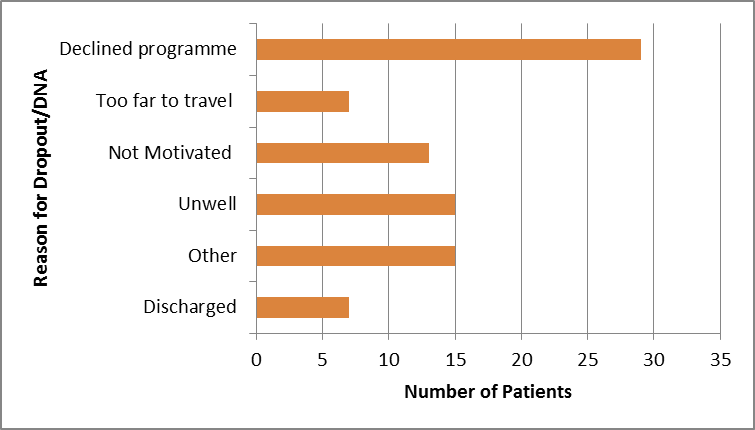 Reason for Dropout/DNA
Declined programme
Too far to travel
Not Motivated
Unwell
Other
Discharged
0 5 10 15 20 25 30 35
Number of Patients